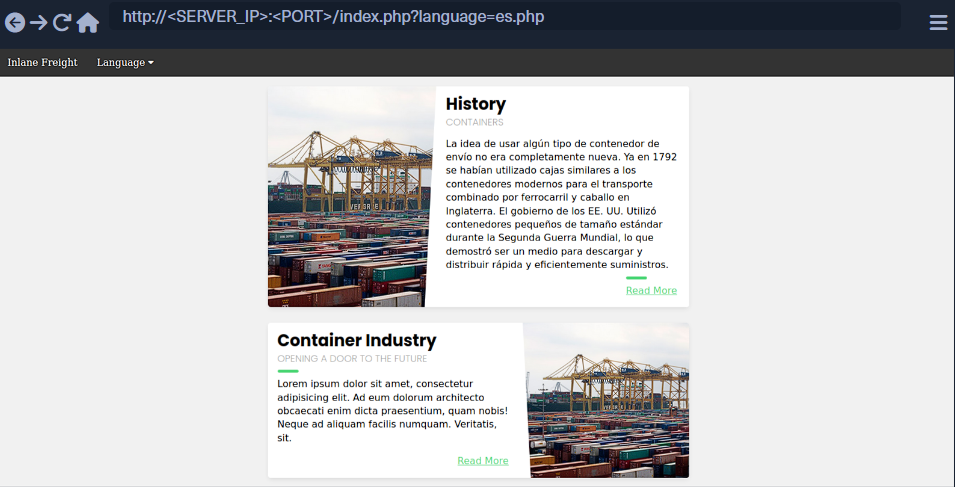 http://<SERVER_IP>:<PORT>/index.php?language=es.php
Inlane Freight Language
History
CONTAINERS
La idea de usar algún tipo de contenedor de
envío no era completamente nueva. Ya en 1792
se habían utilizado cajas similares a los
contenedores modernos para el transporte
combinado por ferrocarril y caballo en
Inglaterra. El gobierno de los EE. UU. Utilizó
contenedores pequeños de tamaño estándar
durante la Segunda Guerra Mundial, lo que
demostró ser un medio para descargar y
distribuir rápida y eficientemente suministros.
Read More
Container Industry
OPENING A DOOR TO THE FUTURE
Lorem ipsum dolor sit amet, consectetur
adipisicing elit. Ad eum dolorum architecto
obcaecati enim dicta praesentium, quam nobis!
Neque ad aliquam facilis numquam. Veritatis,
sit.
Read More